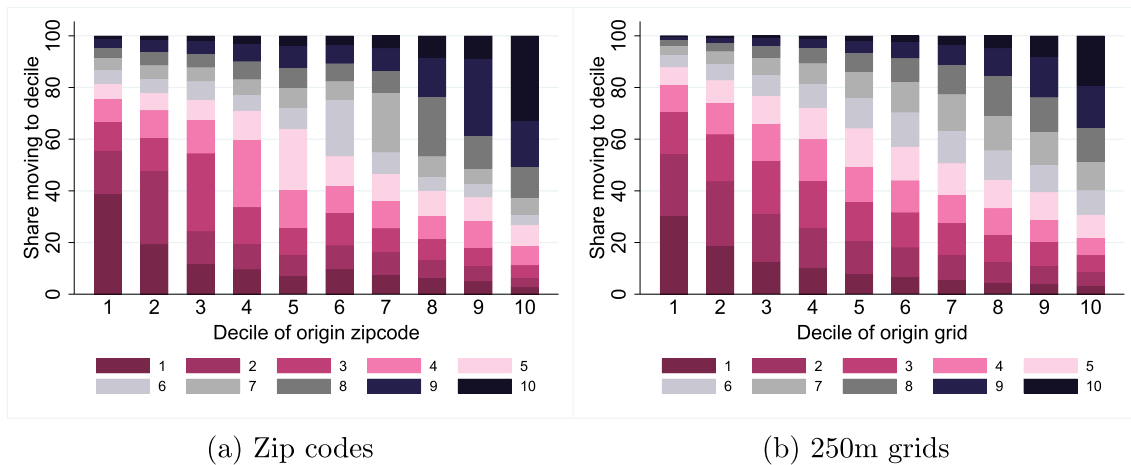 Share moving to decile
100
80
60
40
20
0
1 2 3 4 5 6 7 8 9 10
Decile of origin zipcode
1 2 3 4 5
6 7 8 9 10
(a) Zip codes
Share moving to decile
100
80
60
40
20
0
1 2 3 4 5 6 7 8 9 10
Decile of origin grid
1 2 3 4 5
6 7 8 9 10
(b) 250m grids